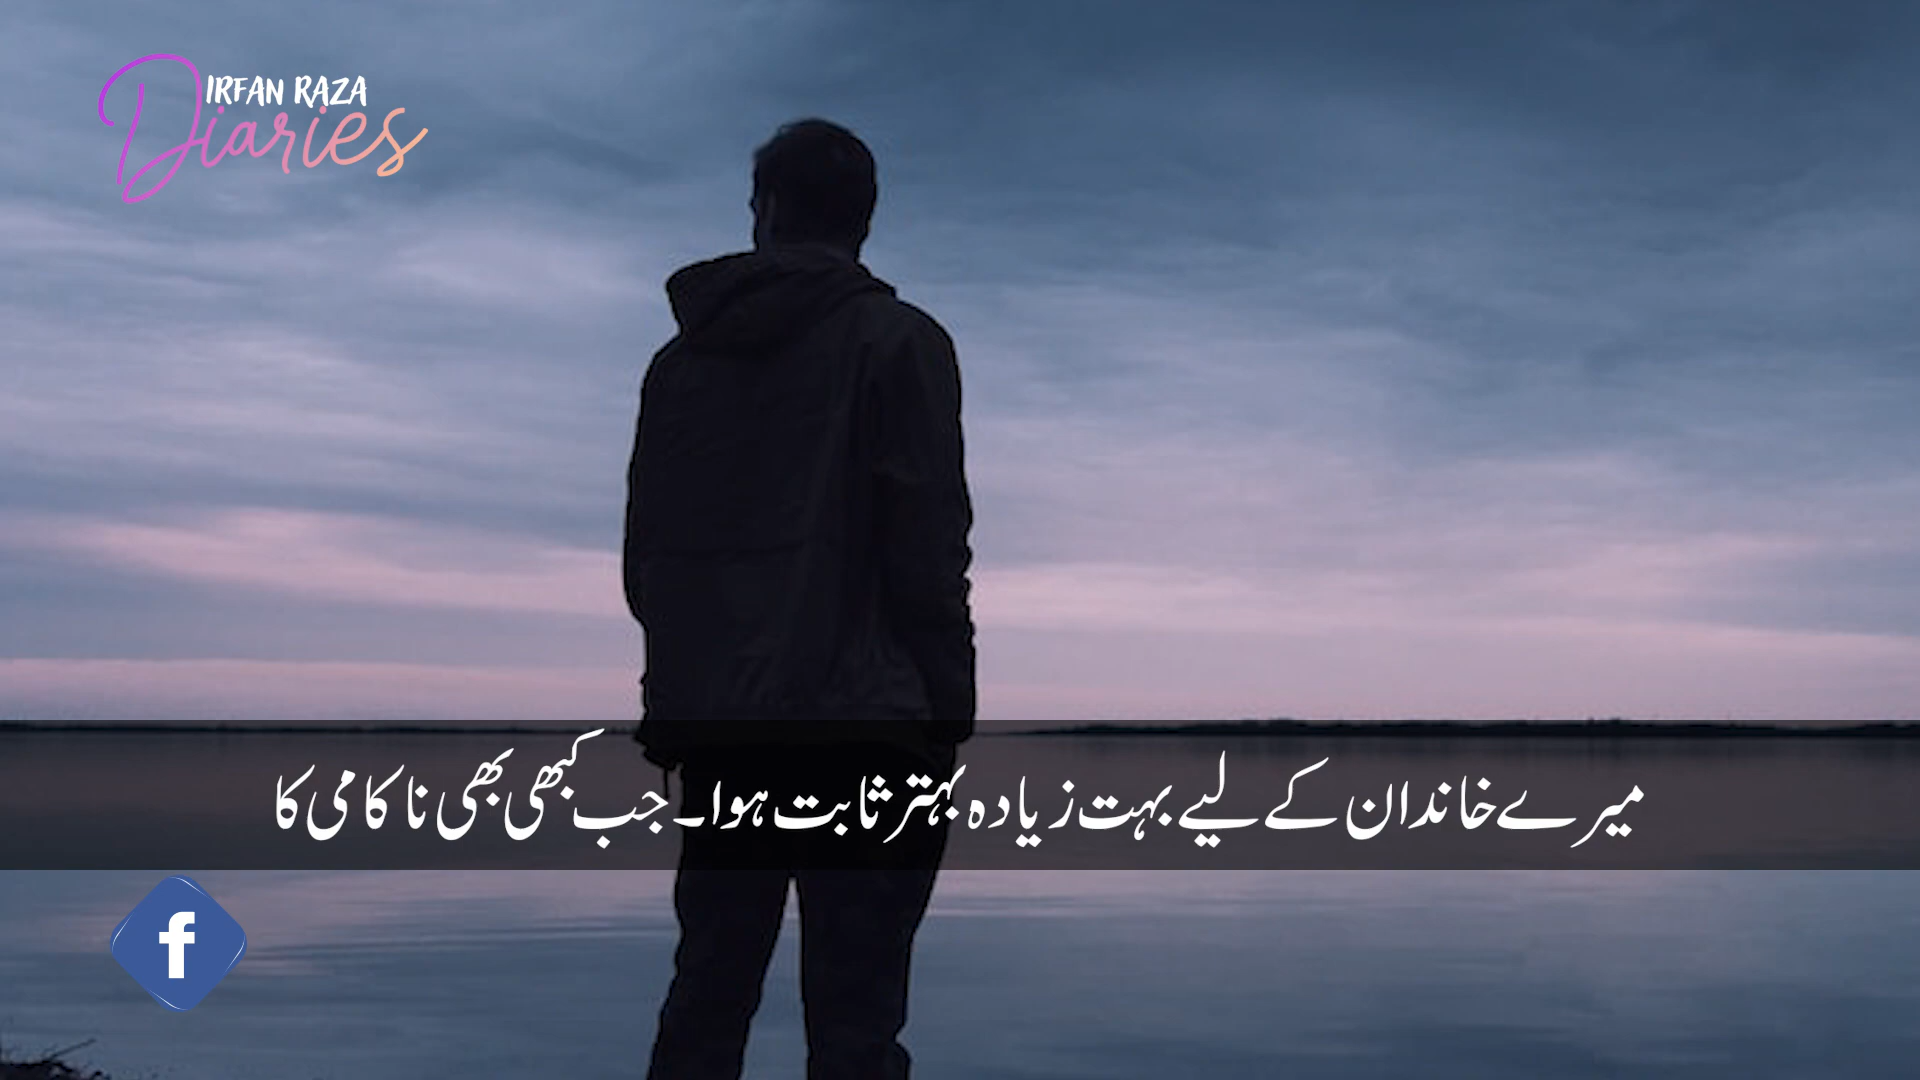 IRFAN RAZA
Diaries
میرے خاندان کے لیے بہت زیادہ بہتر ثابت ہوا۔ جب کبھی بھی ناکامی کا
f